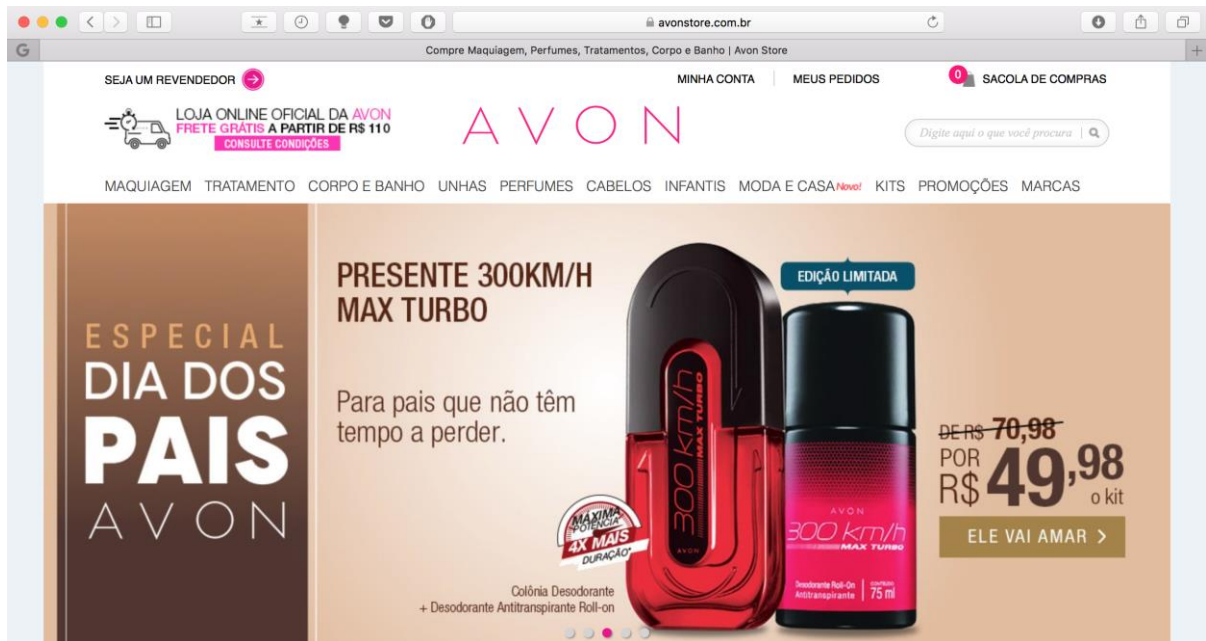 avonstore.com.br
G
Compre Maquiagem, Perfumes, Tratamentos, Corpo e Banho | Avon Store
SEJA UM REVENDEDOR
MINHA CONTA
MEUS PEDIDOS
0
SACOLA DE COMPRAS
LOJA ONLINE OFICIAL DA AVON
FRETE GRÁTIS A PARTIR DE R$ 110
CONSULTE CONDIÇÕES
AVON
Digite aqui o que você procura
MAQUIAGEM TRATAMENTO CORPO E BANHO UNHAS PERFUMES CABELOS INFANTIS MODA E CASA Novo! KITS PROMOÇÕES MARCAS
ESPECIAL
DIA DOS
PAIS
AVON
PRESENTE 300KM/H
MAX TURBO
Para pais que não têm
tempo a perder.
MÁXIMA
POTÊNCIA
4X MAIS
DURAÇÃO*
Colônia Desodorante
+ Desodorante Antitranspirante Roll-on
300 km/h
MAX TURBO
AVON
EDIÇÃO LIMITADA
AVON
300 km/h
MAX TURBO
Desodorante Roll-On
Antitranspirante
CONTEÚDO
75 ml
DE R$ 70,98
POR
R$ 49,98
o kit
ELE VAI AMAR >